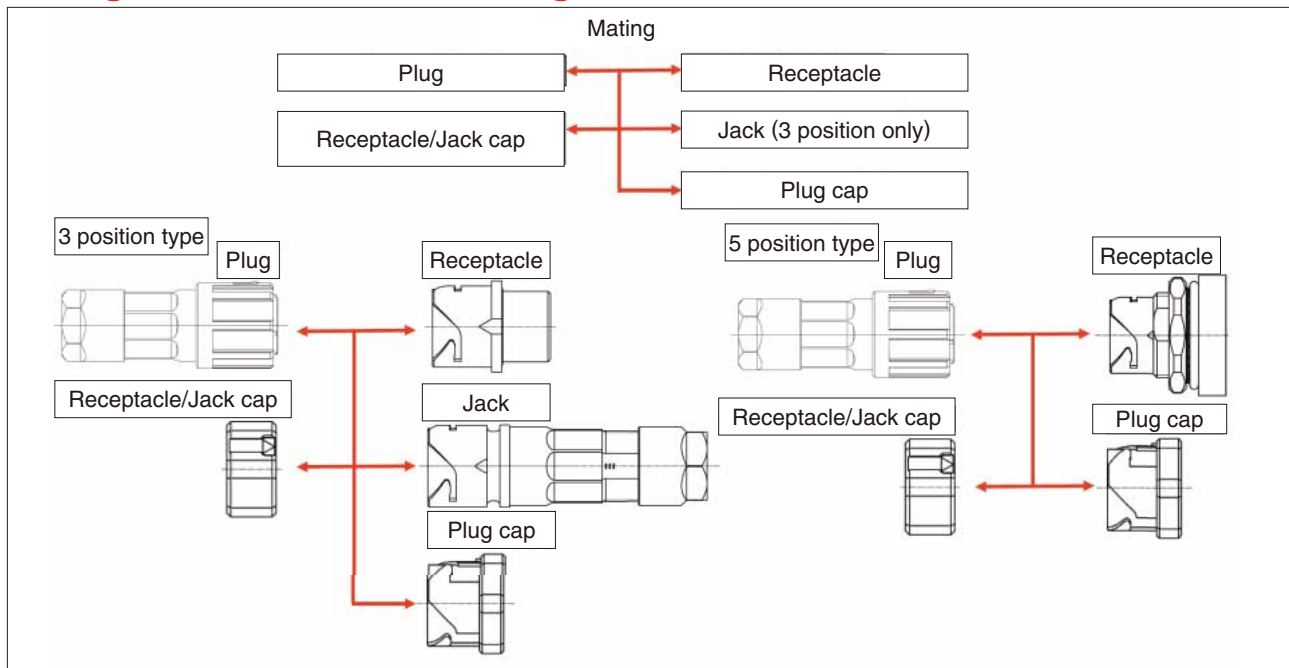 Mating
Plug
Receptacle
Receptacle/Jack cap
Jack (3 position only)
Plug cap
3 position type
Plug
Receptacle
5 position type
Plug
Receptacle
Receptacle/Jack cap
Jack
Receptacle/Jack cap
Plug cap
Plug cap